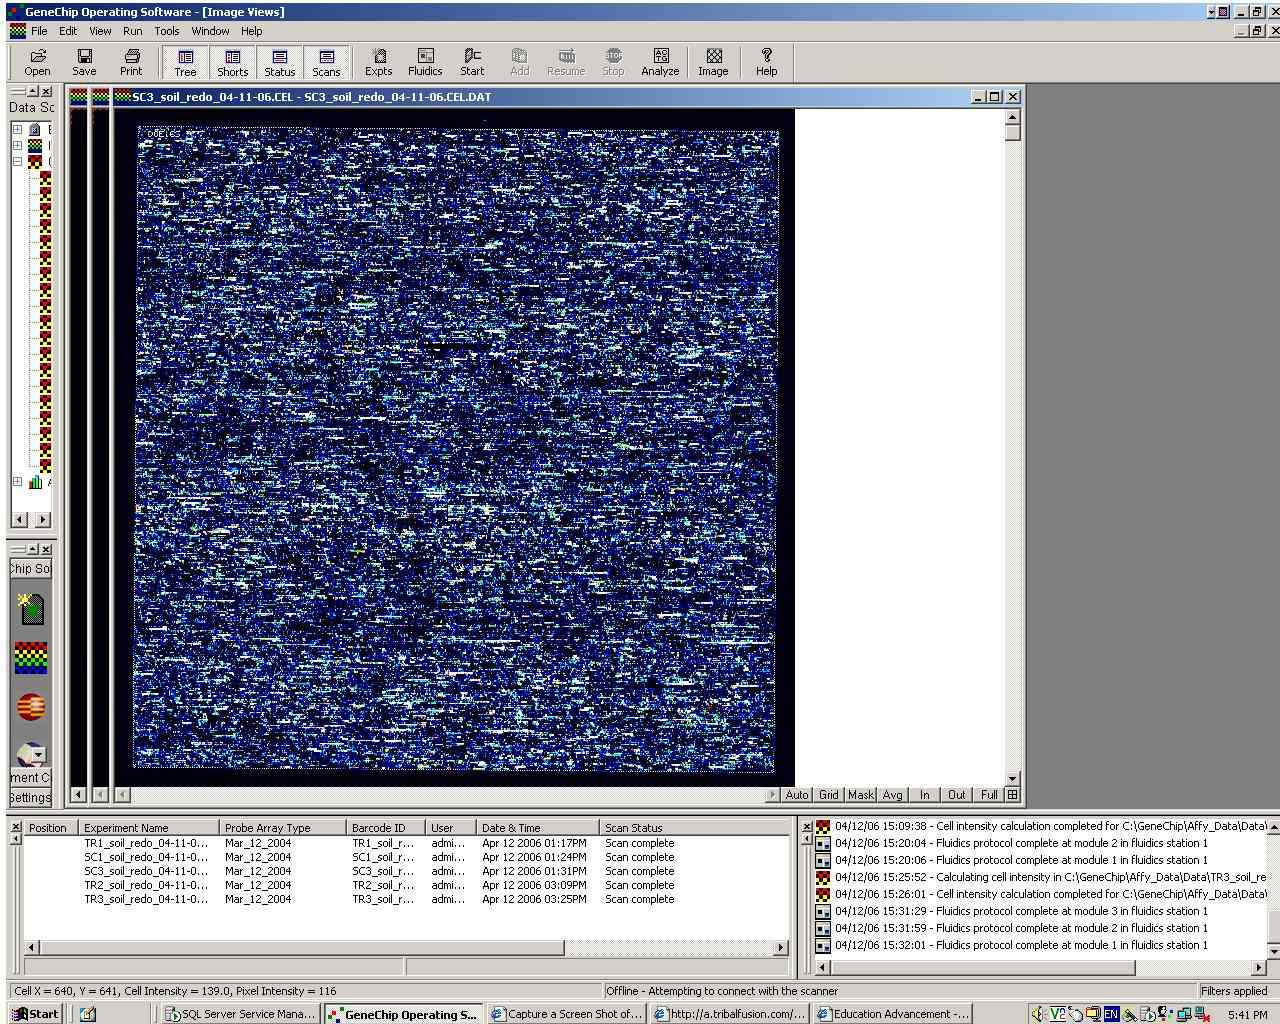 GeneChip Operating Software - [Image Views]
File Edit View Run Tools Window Help
Open Save Print Tree Shorts Status Scans Expts Fluidics Start Add Resume Stop Analyze Image Help
SC3_soil_redo_04-11-06.CEL - SC3_soil_redo_04-11-06.CEL.DAT
Data Sc
Chip Sol
ment C
Settings
Auto Grid Mask Avg In Out Full
Position Experiment Name Probe Array Type Barcode ID User Date & Time Scan Status
TR1_soil_redo_04-11-0... Mar_12_2004 TR1_soil_r... admi... Apr 12 2006 01:17PM Scan complete
SC1_soil_redo_04-11-0... Mar_12_2004 SC1_soil_r... admi... Apr 12 2006 01:24PM Scan complete
SC3_soil_redo_04-11-0... Mar_12_2004 SC3_soil_r... admi... Apr 12 2006 01:31PM Scan complete
TR2_soil_redo_04-11-0... Mar_12_2004 TR2_soil_r... admi... Apr 12 2006 03:09PM Scan complete
TR3_soil_redo_04-11-0... Mar_12_2004 TR3_soil_r... admi... Apr 12 2006 03:25PM Scan complete
04/12/06 15:09:38 - Cell intensity calculation completed for C:\GeneChip\Affy_Data\Data\
04/12/06 15:20:04 - Fluidics protocol complete at module 2 in fluidics station 1
04/12/06 15:20:06 - Fluidics protocol complete at module 1 in fluidics station 1
04/12/06 15:25:52 - Calculating cell intensity in C:\GeneChip\Affy_Data\Data\TR3_soil_re
04/12/06 15:26:01 - Cell intensity calculation completed for C:\GeneChip\Affy_Data\Data\
04/12/06 15:31:29 - Fluidics protocol complete at module 3 in fluidics station 1
04/12/06 15:31:59 - Fluidics protocol complete at module 2 in fluidics station 1
04/12/06 15:32:01 - Fluidics protocol complete at module 1 in fluidics station 1
Cell X = 640, Y = 641, Cell Intensity = 139.0, Pixel Intensity = 116
Offline - Attempting to connect with the scanner
Filters applied
Start SQL Server Service Mana... GeneChip Operating S... Capture a Screen Shot of... http://a.tribalfusion.com/... Education Advancement -... EN 5:41 PM